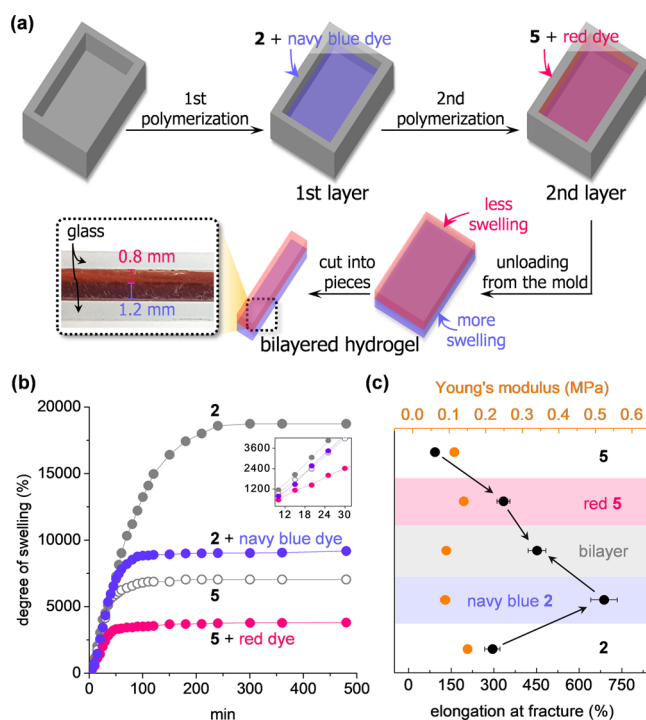 (a)
2 + navy blue dye
5 + red dye
1st
polymerization
2nd
polymerization
1st layer
2nd layer
glass
0.8 mm
1.2 mm
less
swelling
cut into
pieces
unloading
from the mold
more
swelling
bilayered hydrogel
(b)
degree of swelling (%)
20000
15000
10000
5000
0
2
3600
2400
1200
10 15 20 25 30
2 + navy blue dye
5
5 + red dye
0 100 200 300 400 500
min
(c)
Young's modulus (MPa)
0.0 0.1 0.2 0.3 0.4 0.5 0.6
5
red 5
bilayer
navy blue 2
2
0 150 300 450 600 750
elongation at fracture (%)